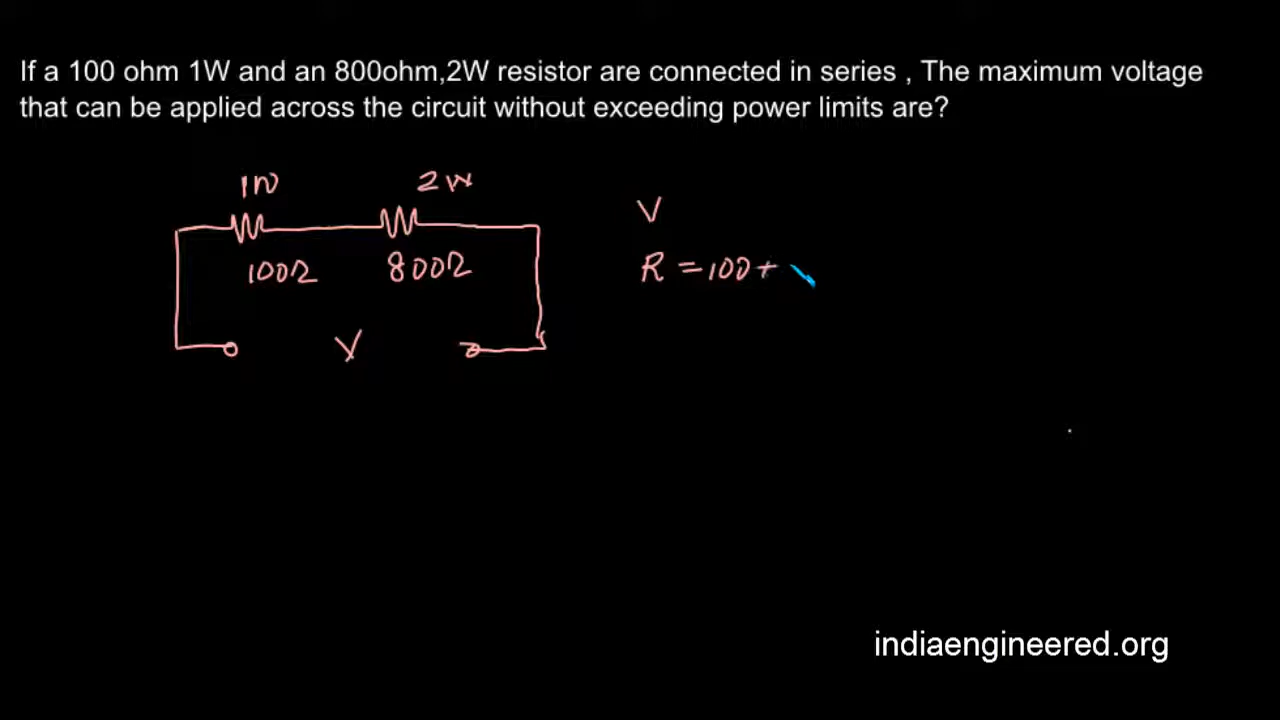 If a 100 ohm 1W and an 800ohm,2W resistor are connected in series , The maximum voltage
that can be applied across the circuit without exceeding power limits are?
1W 2W
V
100Ω 800Ω
R = 100 +
V
indiaengineered.org